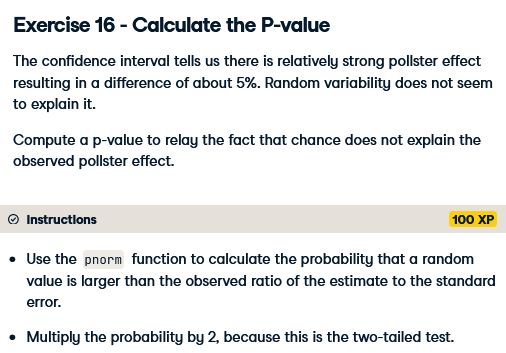 Exercise 16 - Calculate the P-value
The confidence interval tells us there is relatively strong pollster effect
resulting in a difference of about 5%. Random variability does not seem
to explain it.
Compute a p-value to relay the fact that chance does not explain the
observed pollster effect.
Instructions 100 XP
Use the pnorm function to calculate the probability that a random
value is larger than the observed ratio of the estimate to the standard
error.
Multiply the probability by 2, because this is the two-tailed test.